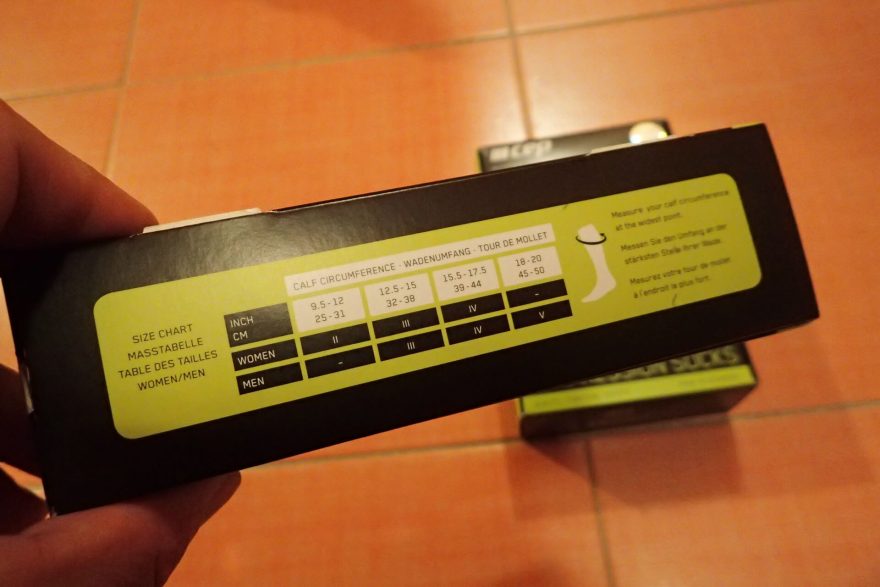 cep
CALF CIRCUMFERENCE · WADENUMFANG · TOUR DE MOLLET
SIZE CHART
MASSTABELLE
TABLE DES TAILLES
WOMEN/MEN
INCH 9.5-12 12.5-15 15.5-17.5 18-20
CM 25-31 32-38 39-44 45-50
WOMEN II III IV –
MEN – III IV V
Measure your calf circumference
at the widest point.
Messen Sie den Umfang an der
stärksten Stelle Ihrer Wade.
Mesurez votre tour de mollet
à l'endroit le plus fort.
SOCKS